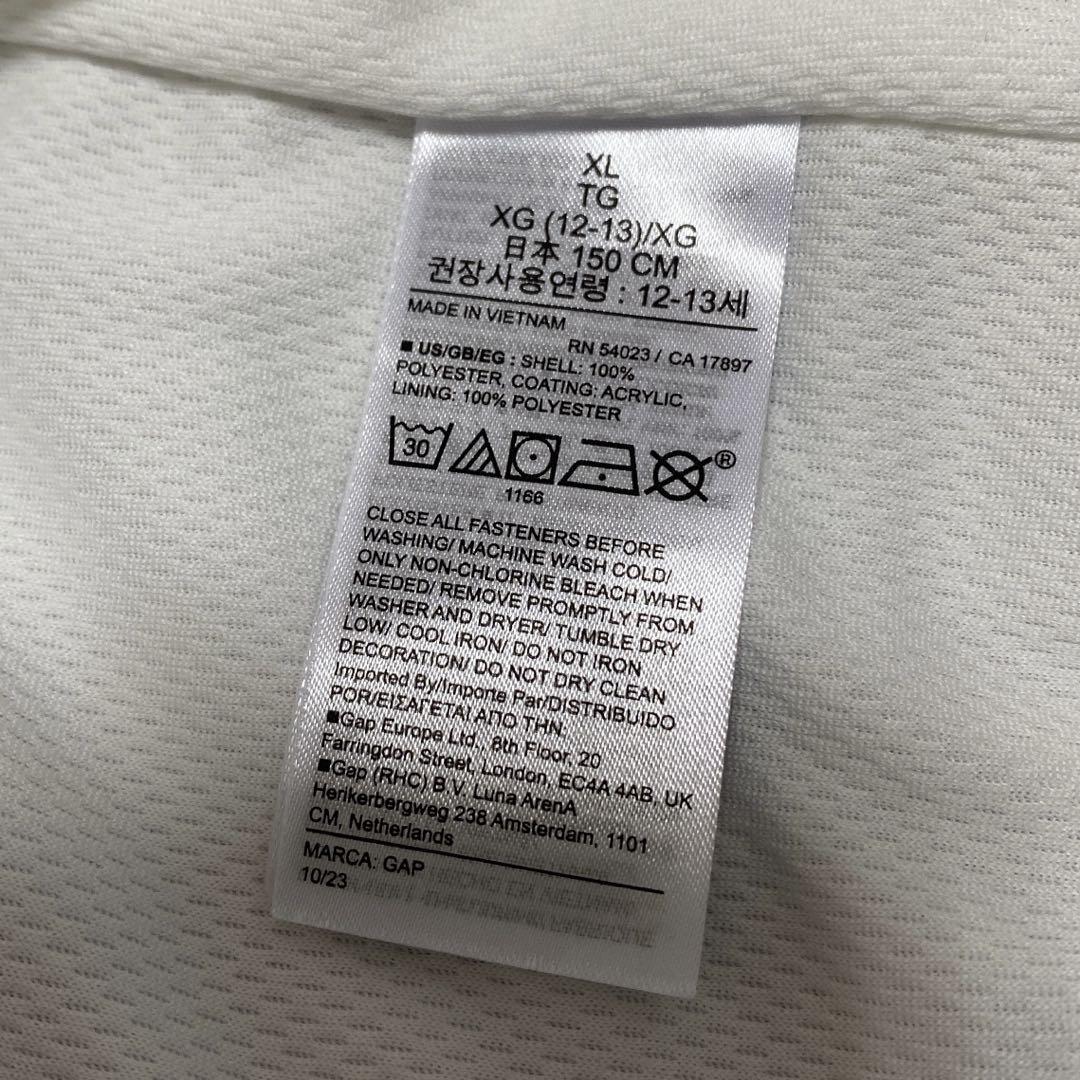 XL
TG
XG (12-13)/XG
日本 150 CM
권장사용연령 : 12-13세
MADE IN VIETNAM
RN 54023 / CA 17897
■ US/GB/EG : SHELL: 100%
POLYESTER, COATING: ACRYLIC,
LINING: 100% POLYESTER
30
®
1166
CLOSE ALL FASTENERS BEFORE
WASHING/ MACHINE WASH COLD/
ONLY NON-CHLORINE BLEACH WHEN
NEEDED/ REMOVE PROMPTLY FROM
WASHER AND DRYER/ TUMBLE DRY
LOW/ COOL IRON/ DO NOT IRON
DECORATION/ DO NOT DRY CLEAN
Imported By/Importe Par/DISTRIBUIDO
POR/ΕΙΣΑΓΕΤΑΙ ΑΠΟ ΤΗΝ.
■Gap Europe Ltd., 8th Floor, 20
Farringdon Street, London, EC4A 4AB, UK
■Gap (RHC) B.V. Luna ArenA
Herikerbergweg 238 Amsterdam, 1101
CM, Netherlands
MARCA: GAP
10/23